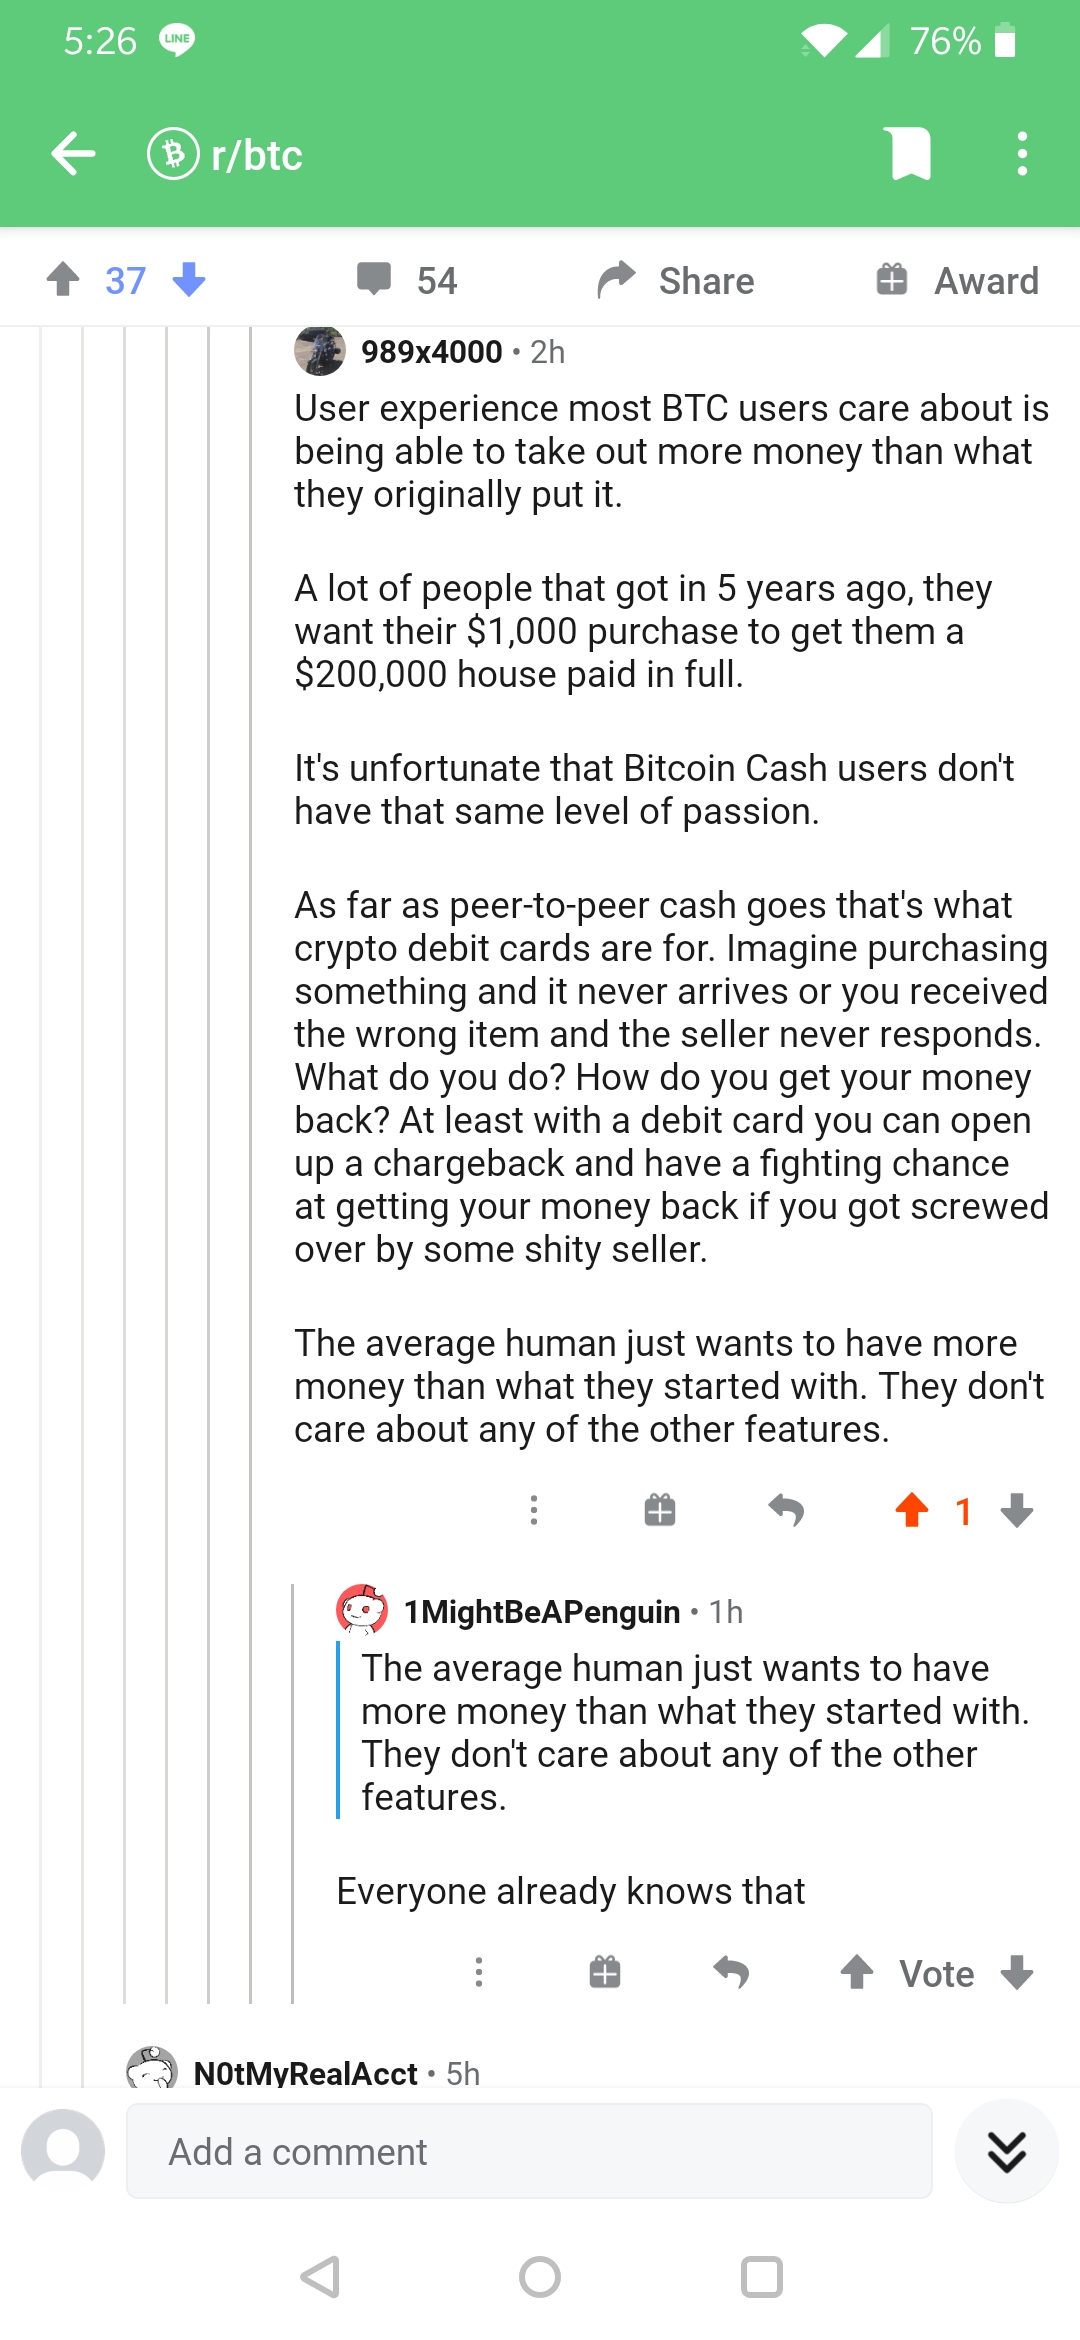 5:26 LINE 76%
r/btc
37 54 Share Award
989x4000 • 2h
User experience most BTC users care about is
being able to take out more money than what
they originally put it.
A lot of people that got in 5 years ago, they
want their $1,000 purchase to get them a
$200,000 house paid in full.
It's unfortunate that Bitcoin Cash users don't
have that same level of passion.
As far as peer-to-peer cash goes that's what
crypto debit cards are for. Imagine purchasing
something and it never arrives or you received
the wrong item and the seller never responds.
What do you do? How do you get your money
back? At least with a debit card you can open
up a chargeback and have a fighting chance
at getting your money back if you got screwed
over by some shity seller.
The average human just wants to have more
money than what they started with. They don't
care about any of the other features.
1
1MightBeAPenguin • 1h
The average human just wants to have
more money than what they started with.
They don't care about any of the other
features.
Everyone already knows that
Vote
N0tMyRealAcct • 5h
Add a comment